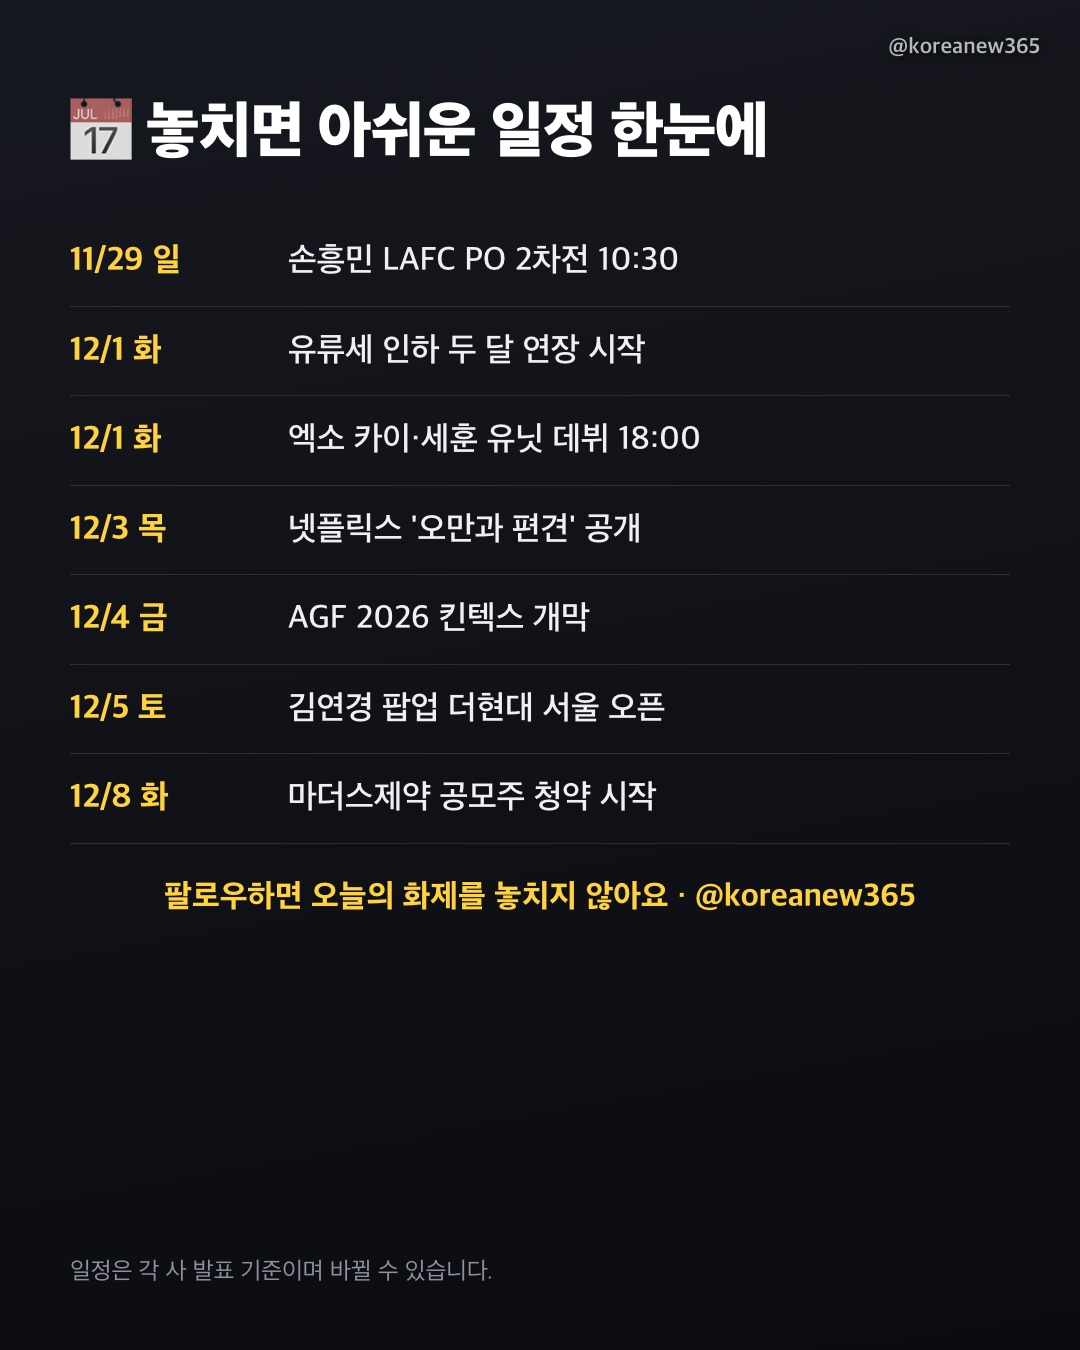 @koreanew365
JUL
17
놓치면 아쉬운 일정 한눈에
11/29 일 손흥민 LAFC PO 2차전 10:30
12/1 화 유류세 인하 두 달 연장 시작
12/1 화 엑소 카이·세훈 유닛 데뷔 18:00
12/3 목 넷플릭스 '오만과 편견' 공개
12/4 금 AGF 2026 킨텍스 개막
12/5 토 김연경 팝업 더현대 서울 오픈
12/8 화 마더스제약 공모주 청약 시작
팔로우하면 오늘의 화제를 놓치지 않아요 · @koreanew365
일정은 각 사 발표 기준이며 바뀔 수 있습니다.